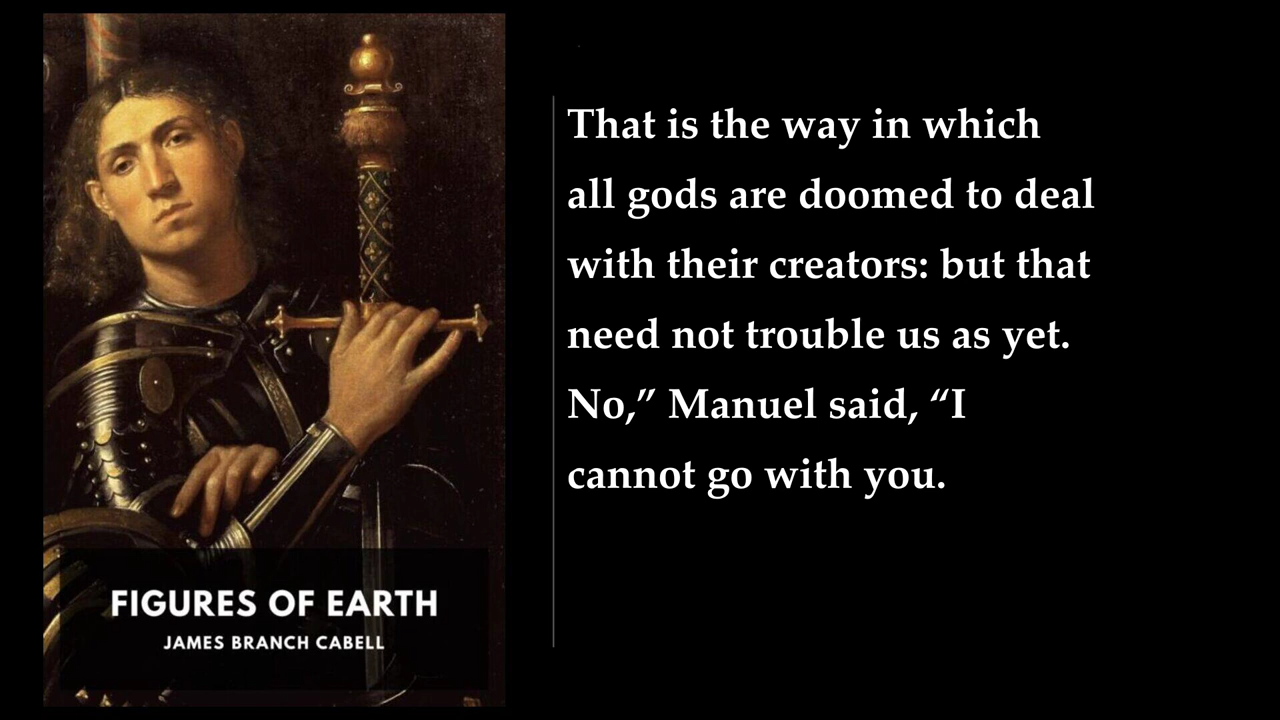 That is the way in which
all gods are doomed to deal
with their creators: but that
need not trouble us as yet.
No,” Manuel said, “I
cannot go with you.
FIGURES OF EARTH
JAMES BRANCH CABELL